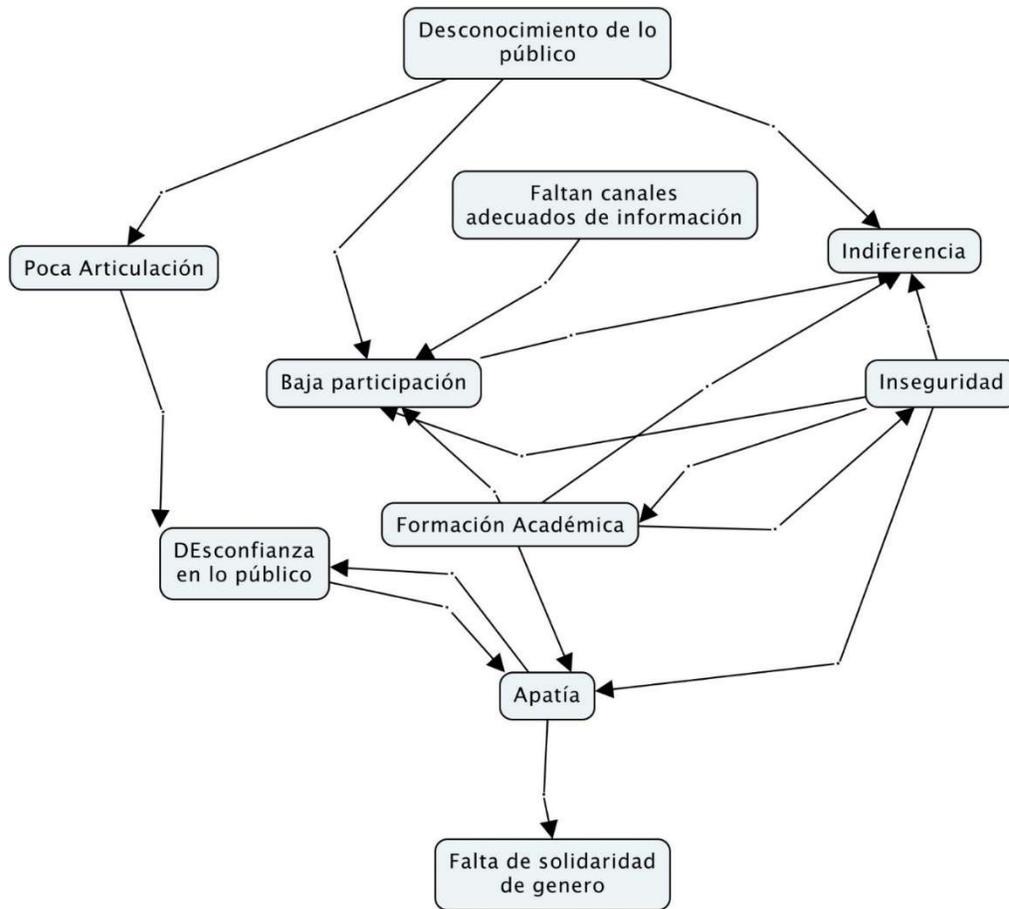 Desconocimiento de lo
público
Faltan canales
adecuados de información
Indiferencia
Poca Articulación
Baja participación
Inseguridad
Formación Académica
DEsconfianza
en lo público
Apatía
Falta de solidaridad
de genero